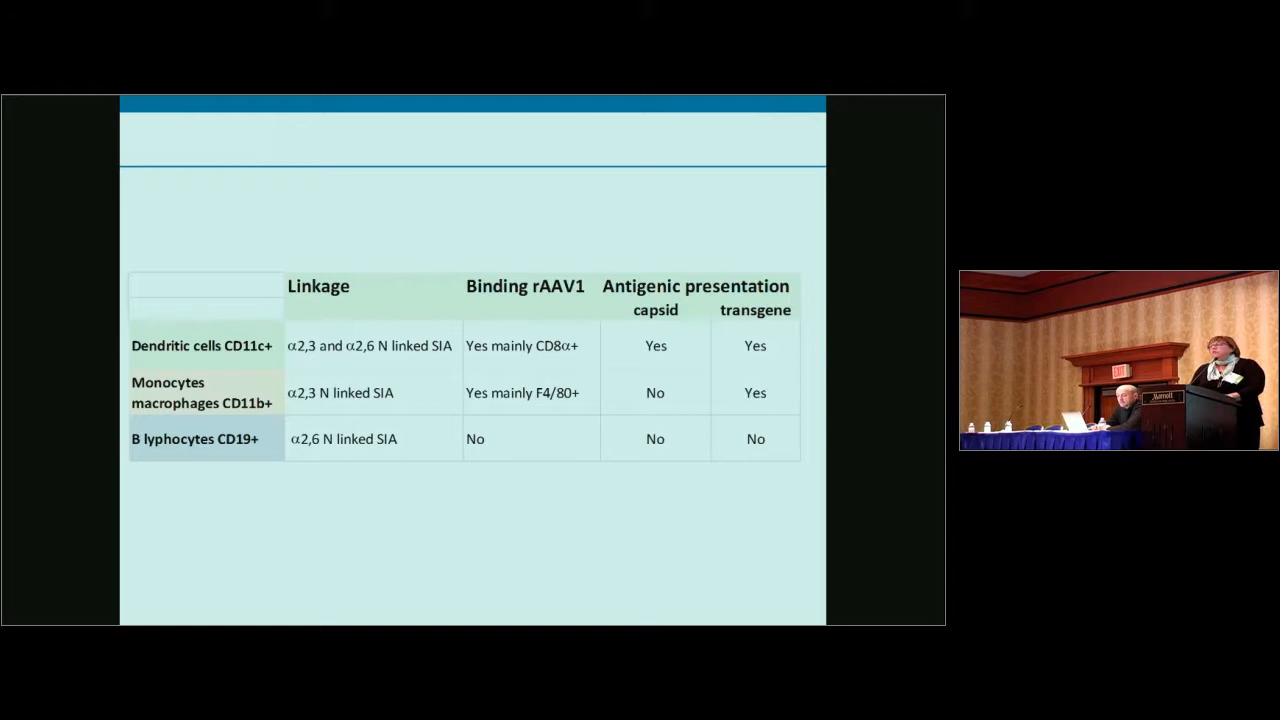 Linkage Binding rAAV1 Antigenic presentation
capsid transgene
Dendritic cells CD11c+ α2,3 and α2,6 N linked SIA Yes mainly CD8α+ Yes Yes
Monocytes
macrophages CD11b+ α2,3 N linked SIA Yes mainly F4/80+ No Yes
B lyphocytes CD19+ α2,6 N linked SIA No No No
EXIT
Marriott